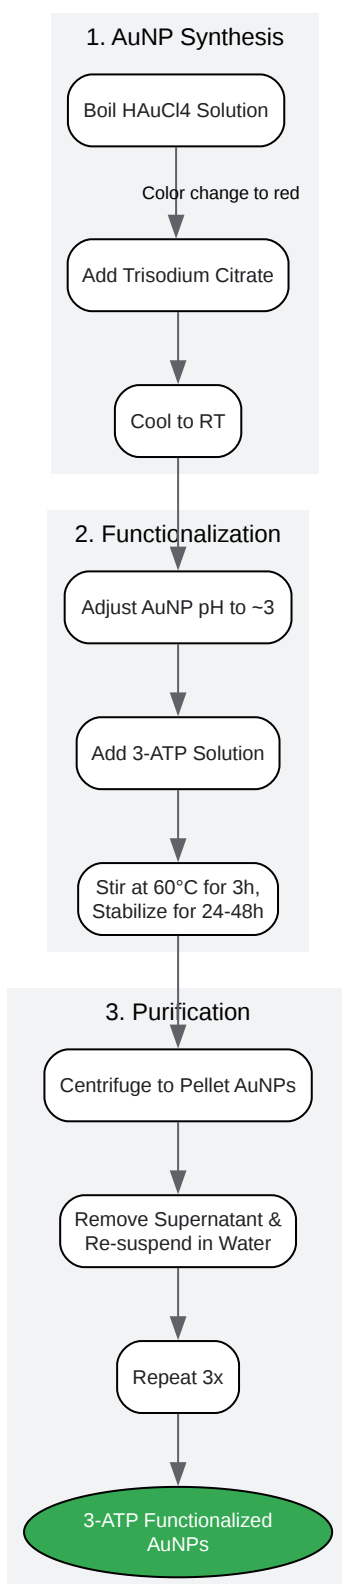 1. AuNP Synthesis
Boil HAuCl4 Solution
Color change to red
Add Trisodium Citrate
Cool to RT
2. Functionalization
Adjust AuNP pH to ~3
Add 3-ATP Solution
Stir at 60°C for 3h,
Stabilize for 24-48h
3. Purification
Centrifuge to Pellet AuNPs
Remove Supernatant &
Re-suspend in Water
Repeat 3x
3-ATP Functionalized
AuNPs